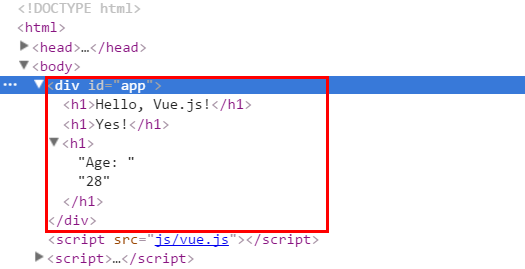 <!DOCTYPE html>
<html>
<head>…</head>
<body>
<div id="app">
<h1>Hello, Vue.js!</h1>
<h1>Yes!</h1>
<h1>
"Age: "
"28"
</h1>
</div>
<script src="js/vue.js"></script>
<script>…</script>